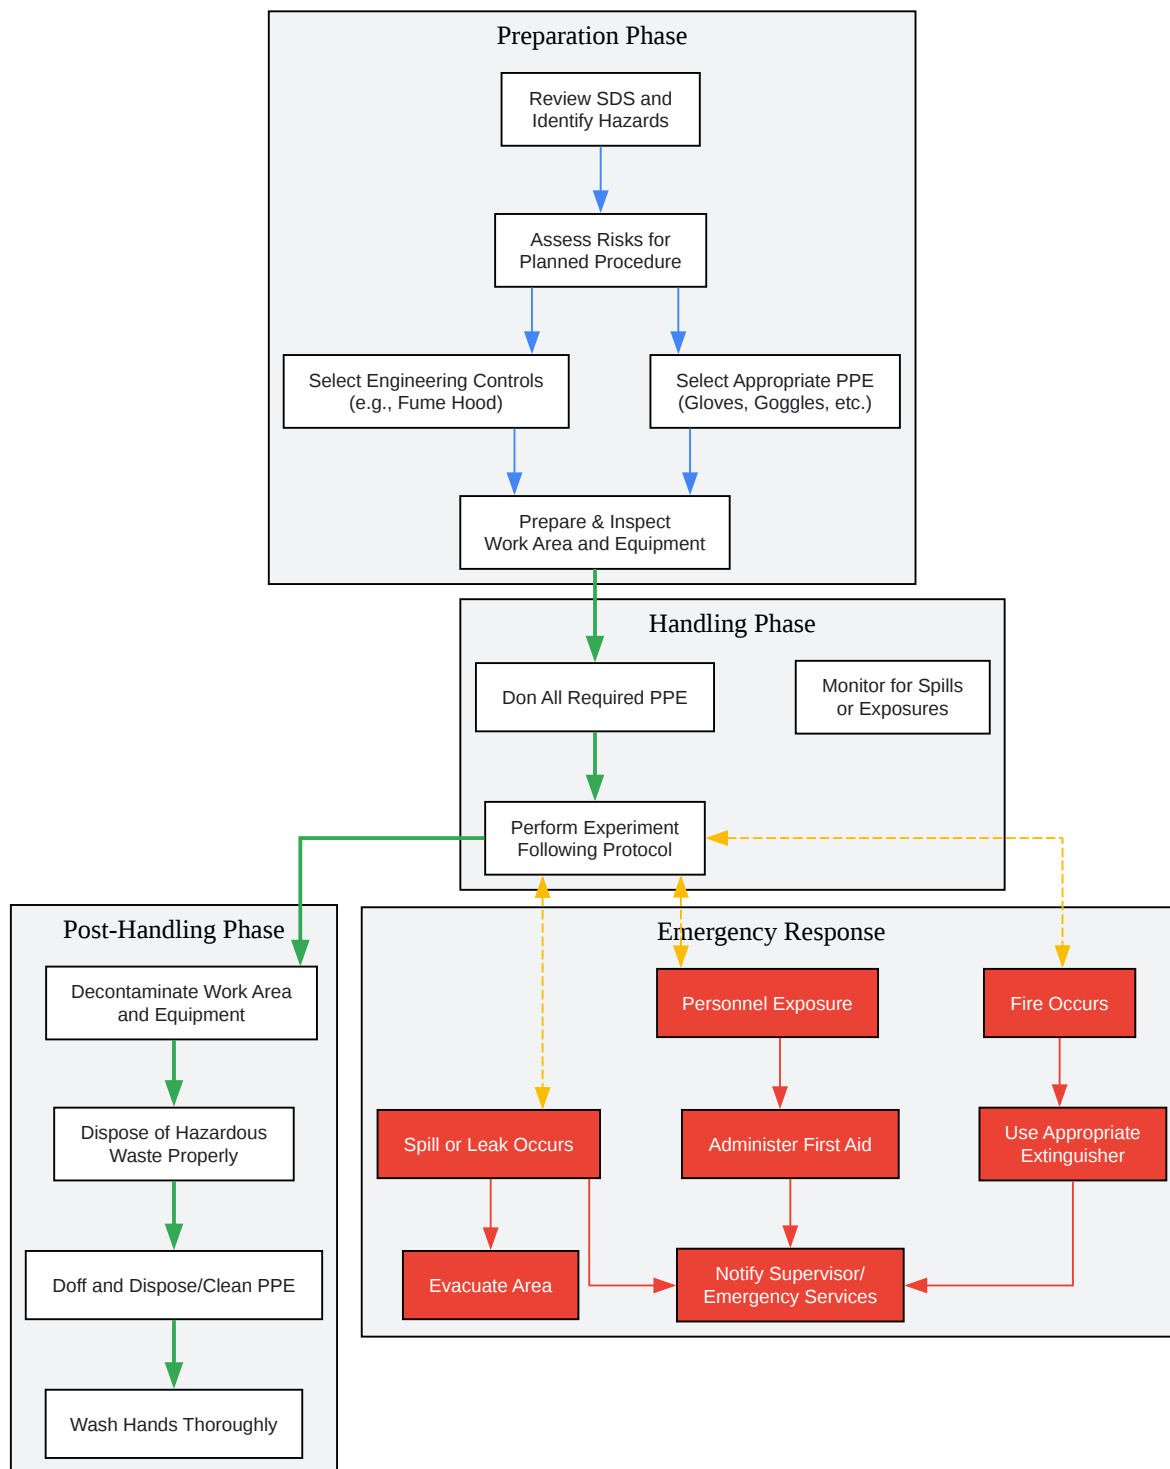 Preparation Phase
Review SDS and
Identify Hazards
Assess Risks for
Planned Procedure
Select Engineering Controls
(e.g., Fume Hood)
Select Appropriate PPE
(Gloves, Goggles, etc.)
Prepare & Inspect
Work Area and Equipment
Handling Phase
Don All Required PPE
Monitor for Spills
or Exposures
Perform Experiment
Following Protocol
Post-Handling Phase
Decontaminate Work Area
and Equipment
Dispose of Hazardous
Waste Properly
Doff and Dispose/Clean PPE
Wash Hands Thoroughly
Emergency Response
Personnel Exposure
Fire Occurs
Spill or Leak Occurs
Administer First Aid
Use Appropriate
Extinguisher
Evacuate Area
Notify Supervisor/
Emergency Services